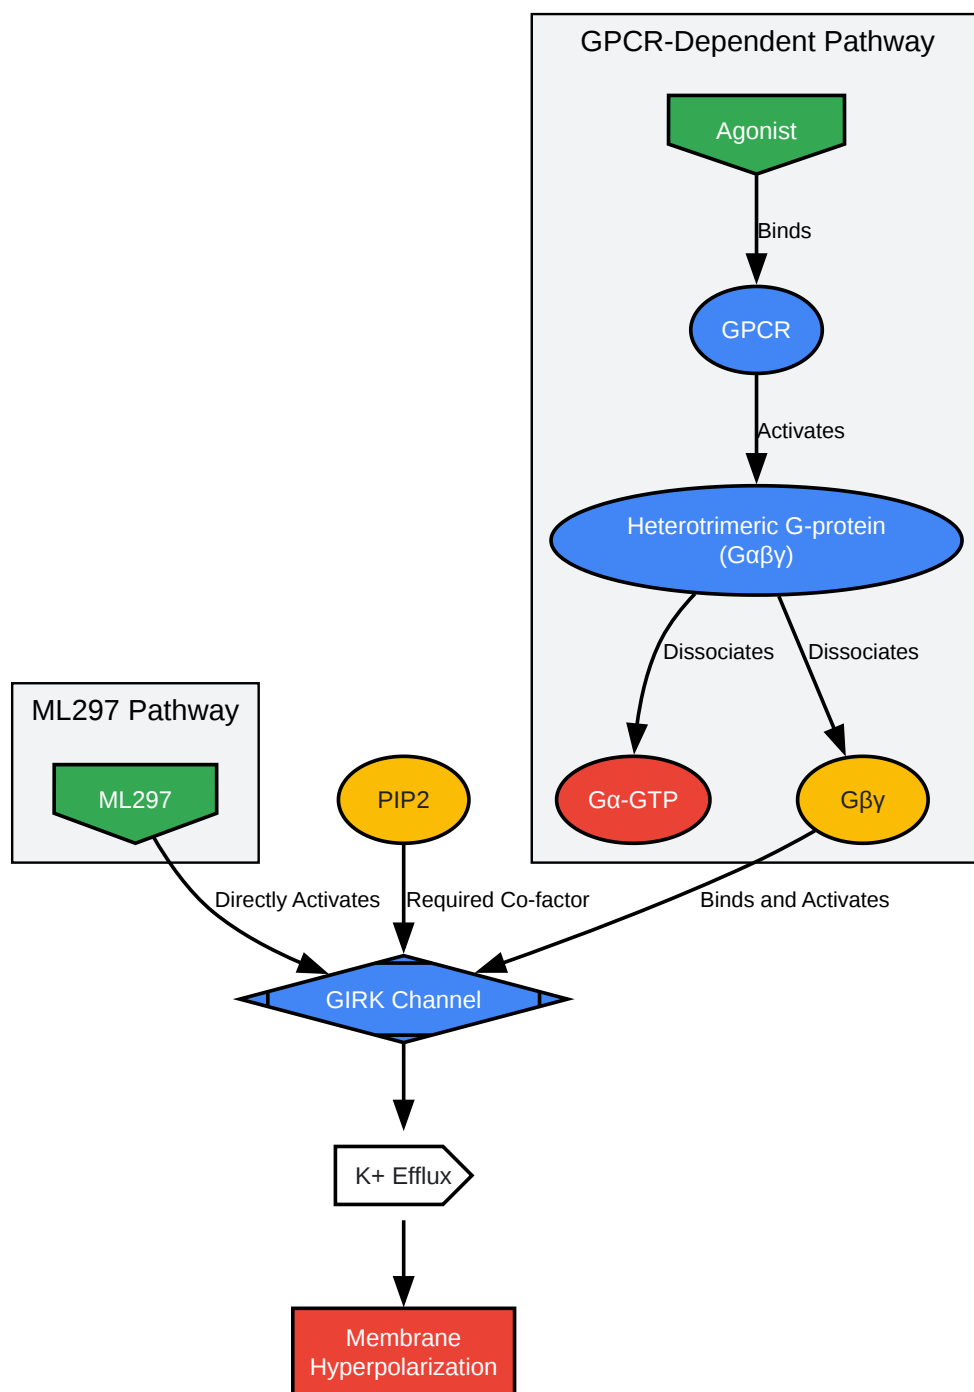 GPCR-Dependent Pathway
Agonist
Binds
GPCR
Activates
Heterotrimeric G-protein
(Gαβγ)
Dissociates
Dissociates
ML297 Pathway
ML297
PIP2
Gα-GTP
Gβγ
Directly Activates
Required Co-factor
Binds and Activates
GIRK Channel
K+ Efflux
Membrane
Hyperpolarization